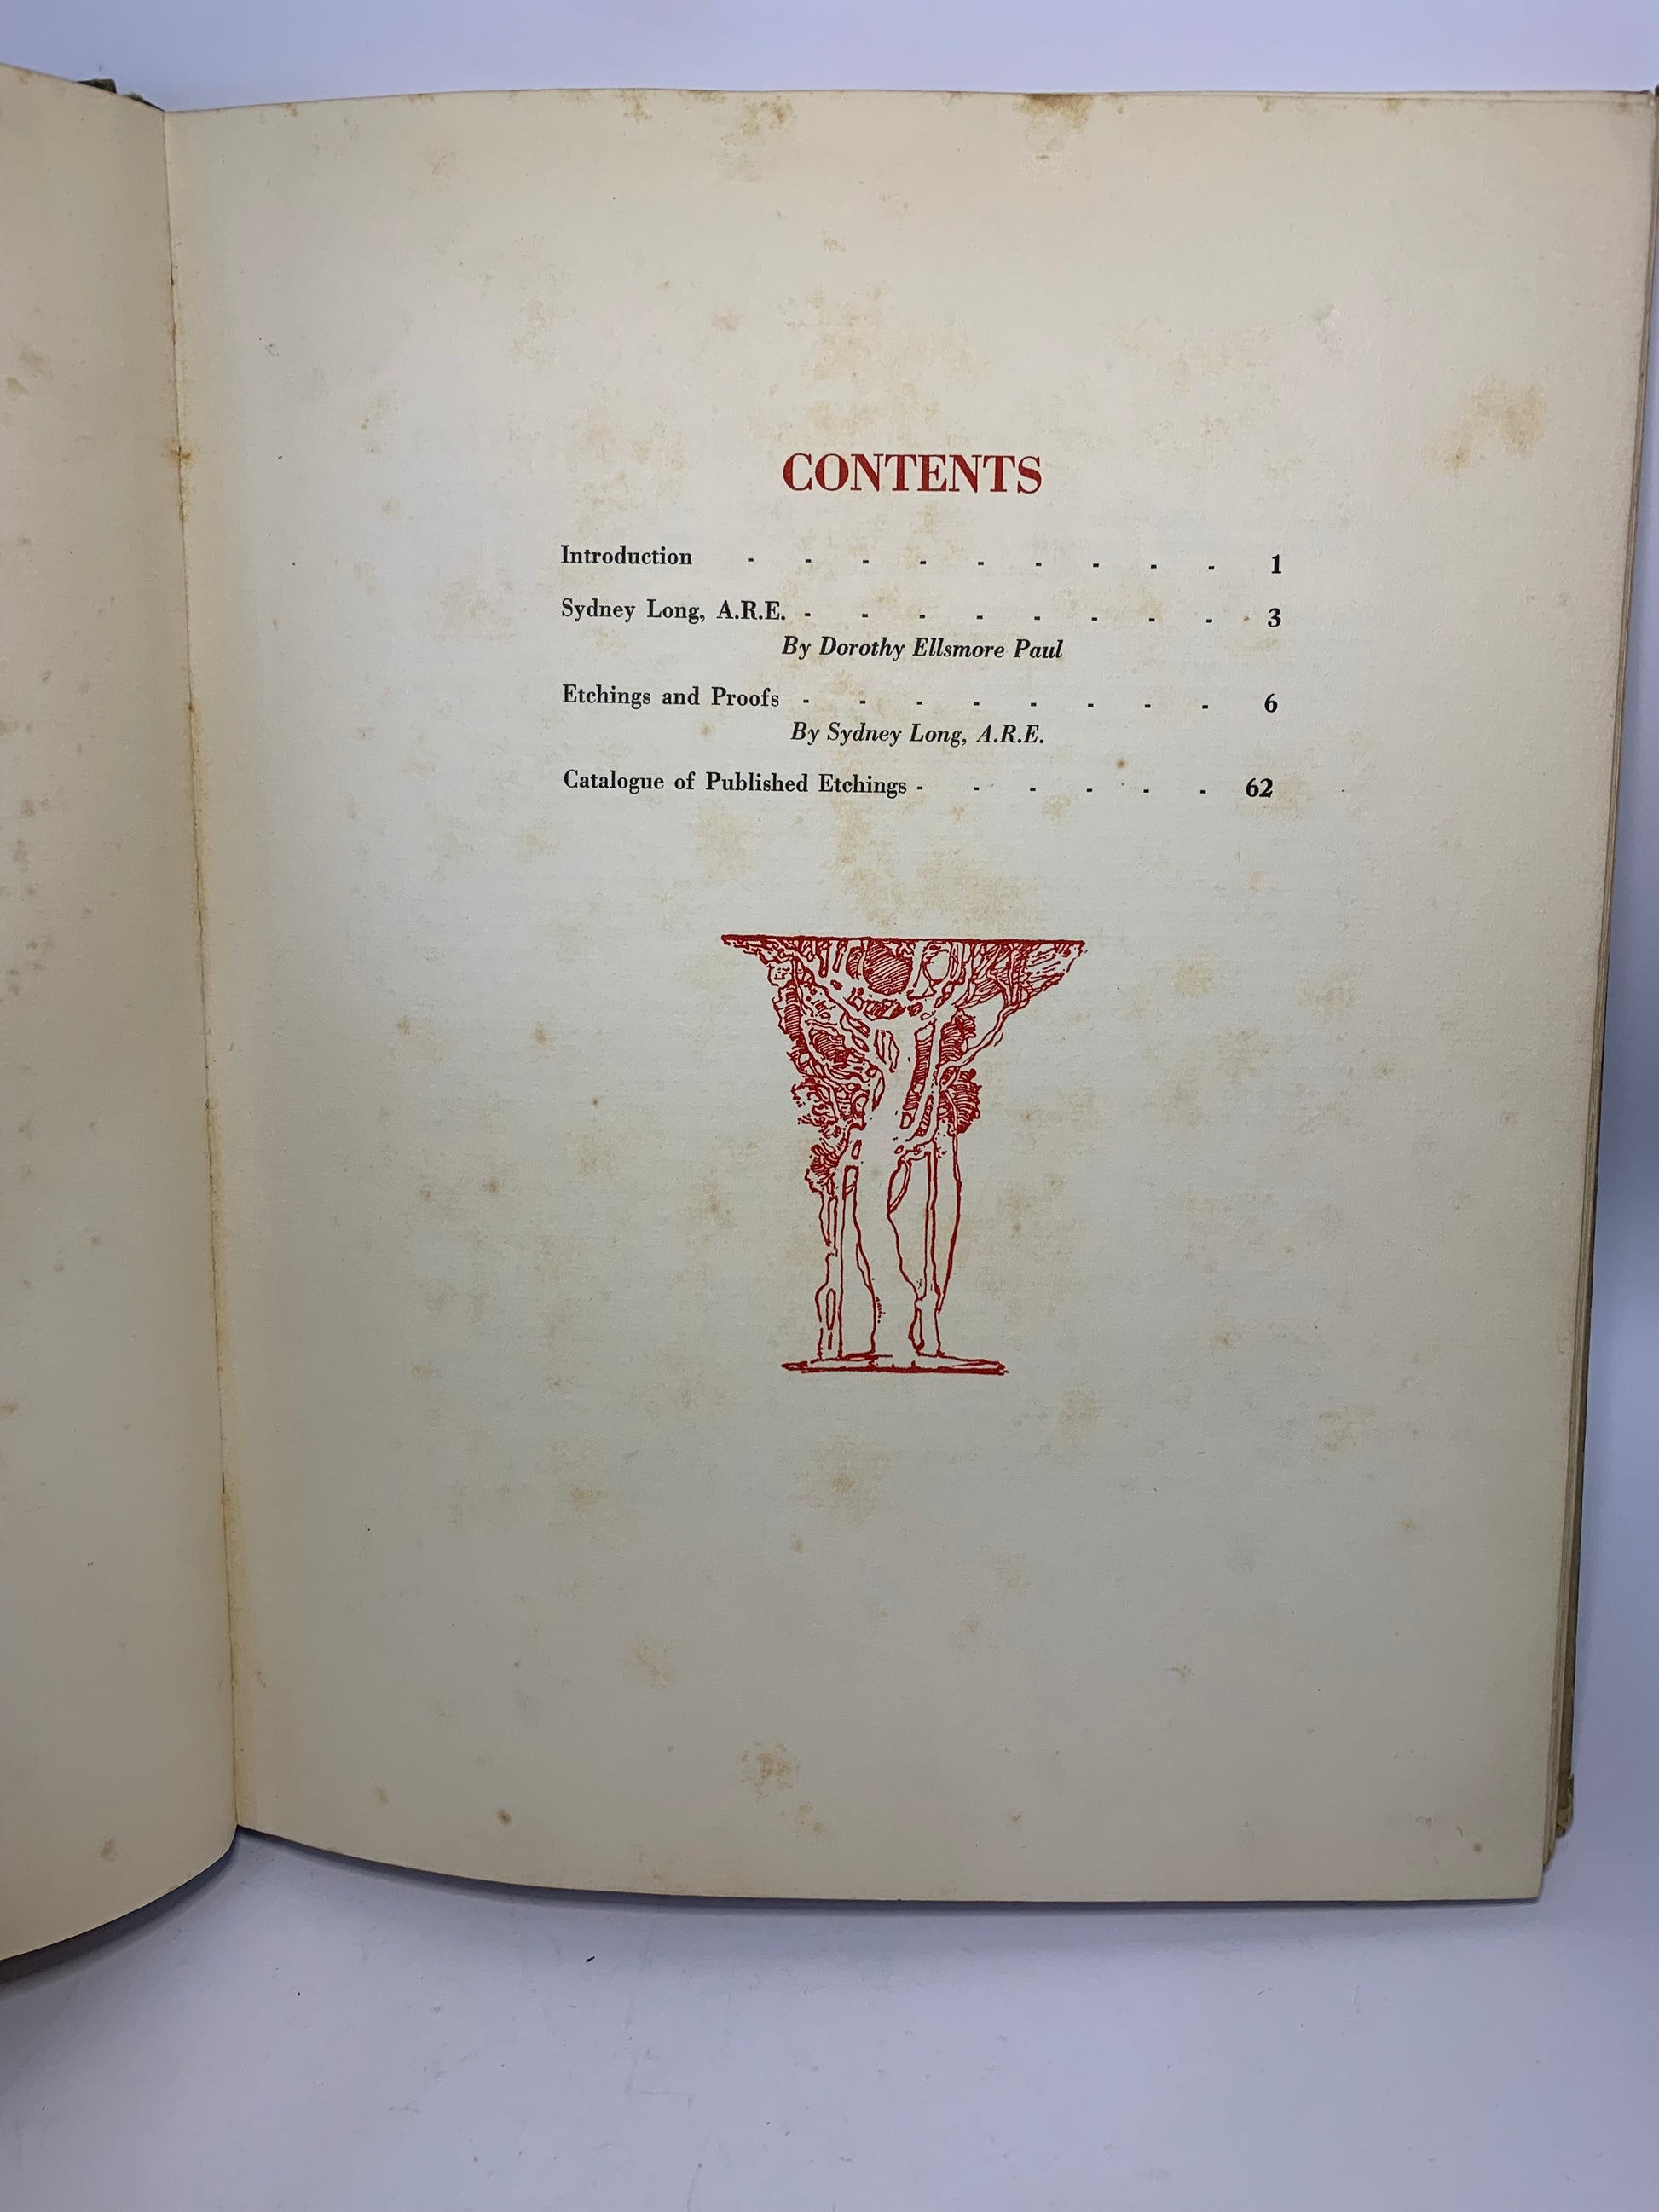 CONTENTS
Introduction - - - - - - - - - 1
Sydney Long, A.R.E. - - - - - - - - 3
By Dorothy Ellsmore Paul
Etchings and Proofs - - - - - - - - 6
By Sydney Long, A.R.E.
Catalogue of Published Etchings - - - - - - 62